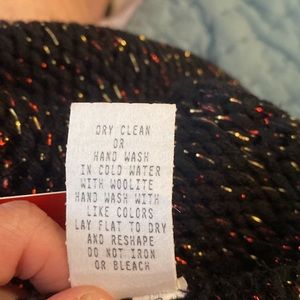 DRY CLEAN
OR
HAND WASH
IN COLD WATER
WITH WOOLITE
HAND WASH WITH
LIKE COLORS
LAY FLAT TO DRY
AND RESHAPE
DO NOT IRON
OR BLEACH